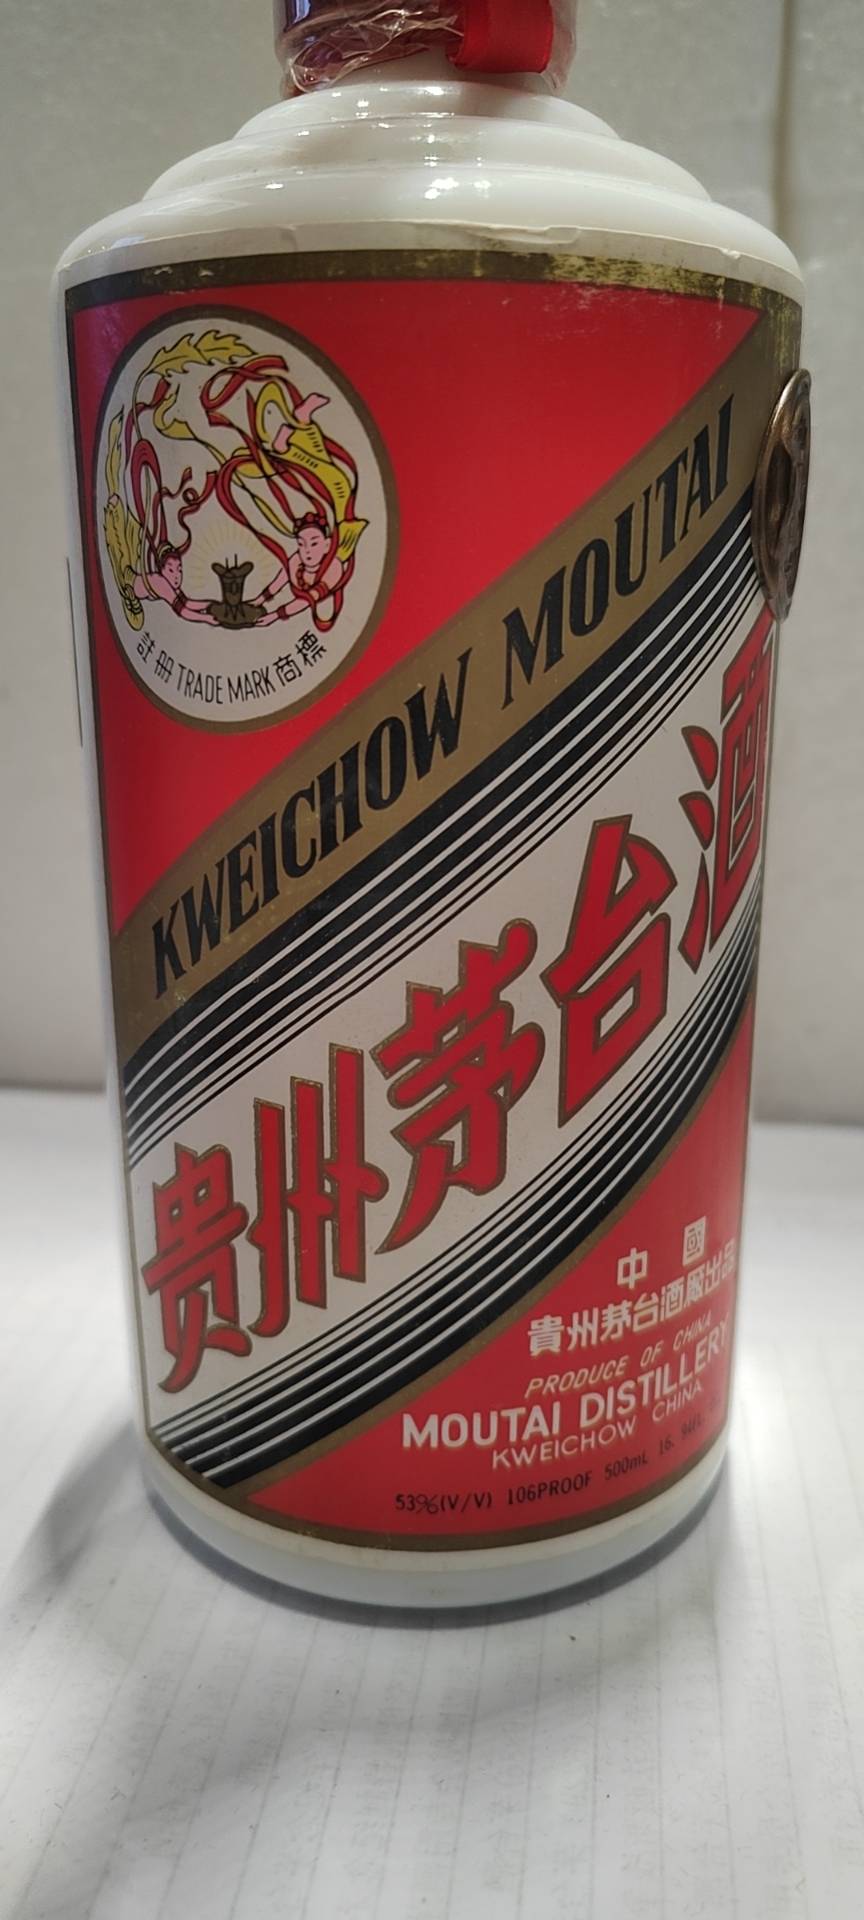 註冊 TRADE MARK 商標
KWEICHOW MOUTAI
贵州茅台酒
中國
貴州茅台酒廠出品
PRODUCE OF CHINA
MOUTAI DISTILLERY
KWEICHOW CHINA
53%(V/V) 106PROOF 500mL 16.